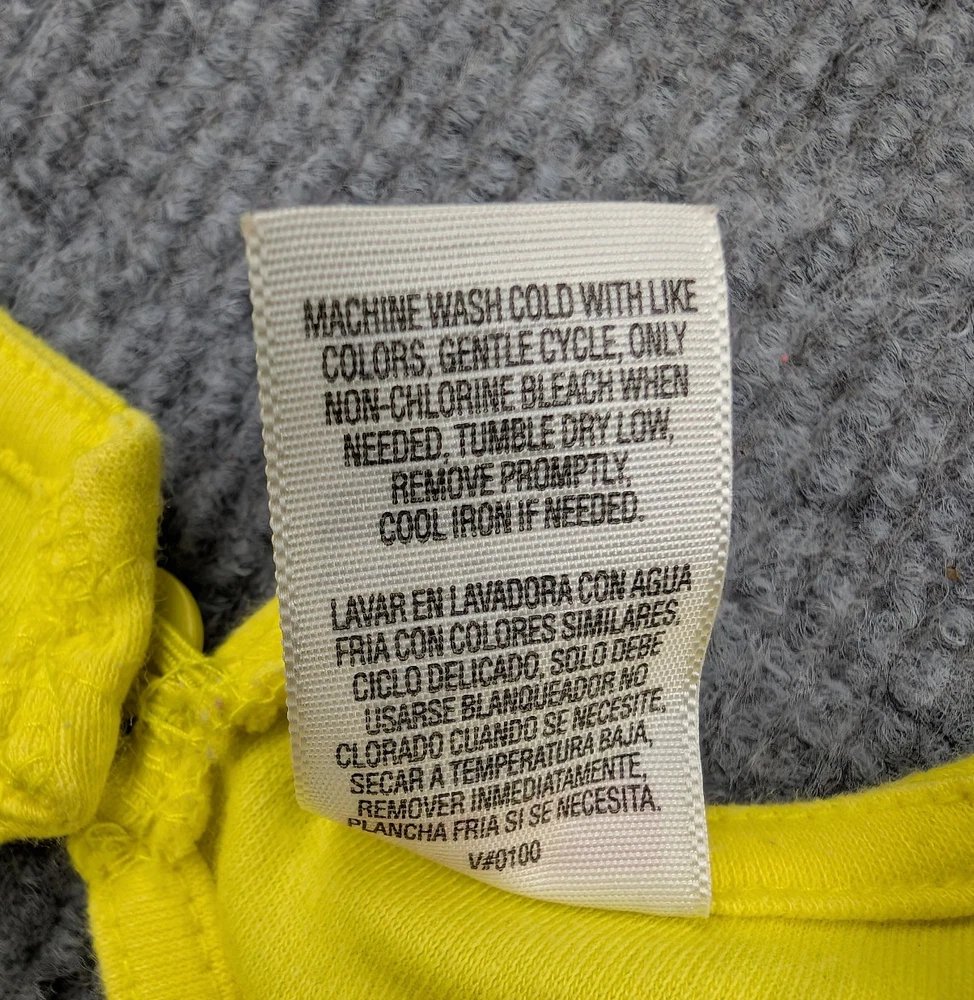 MACHINE WASH COLD WITH LIKE
COLORS, GENTLE CYCLE, ONLY
NON-CHLORINE BLEACH WHEN
NEEDED, TUMBLE DRY LOW,
REMOVE PROMPTLY,
COOL IRON IF NEEDED.
LAVAR EN LAVADORA CON AGUA
FRIA CON COLORES SIMILARES,
CICLO DELICADO, SOLO DEBE
USARSE BLANQUEADOR NO
CLORADO CUANDO SE NECESITE,
SECAR A TEMPERATURA BAJA,
REMOVER INMEDIATAMENTE,
PLANCHA FRIA SI SE NECESITA.
V#0100